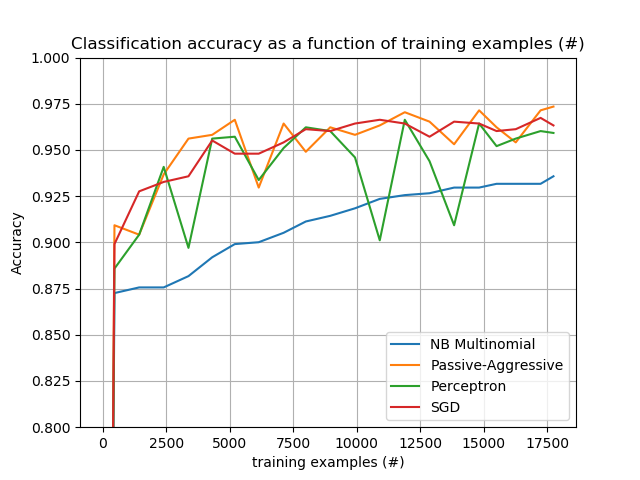 Classification accuracy as a function of training examples (#)
1.000
0.975
0.950
0.925
0.900
0.875
0.850
0.825
0.800
Accuracy
NB Multinomial
Passive-Aggressive
Perceptron
SGD
0 2500 5000 7500 10000 12500 15000 17500
training examples (#)